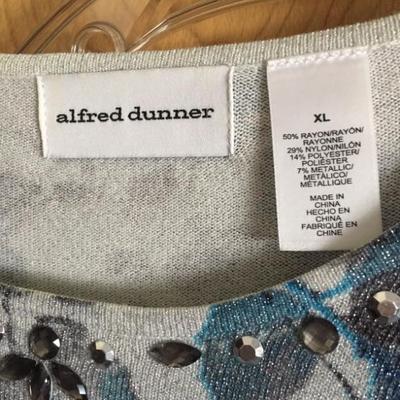 alfred dunner
XL
50% RAYON/RAYÓN/
RAYONNE
29% NYLON/NILÓN
14% POLYESTER/
POLIÉSTER
7% METALLIC/
METÁLICO/
MÉTALLIQUE
MADE IN
CHINA
HECHO EN
CHINA
FABRIQUÉ EN
CHINE